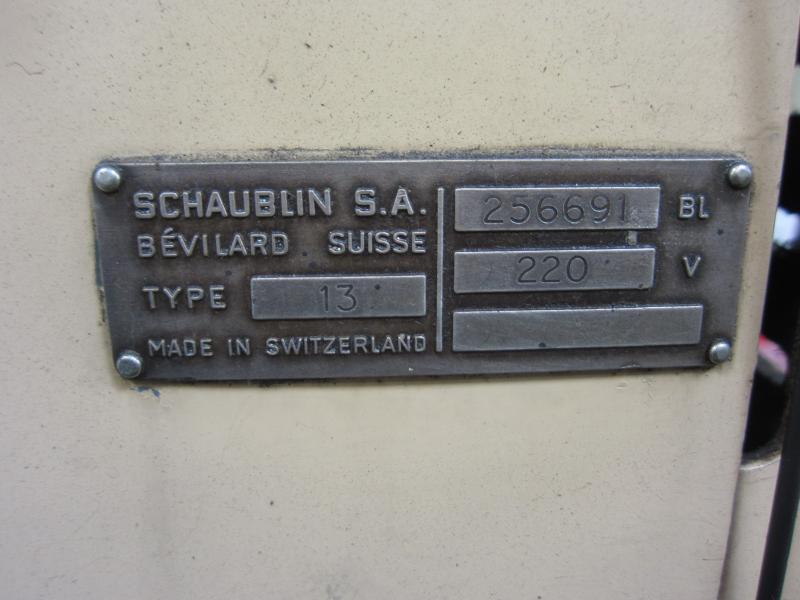 SCHAUBLIN S.A.
BÉVILARD SUISSE
TYPE 13
MADE IN SWITZERLAND
256691 BL
220 V